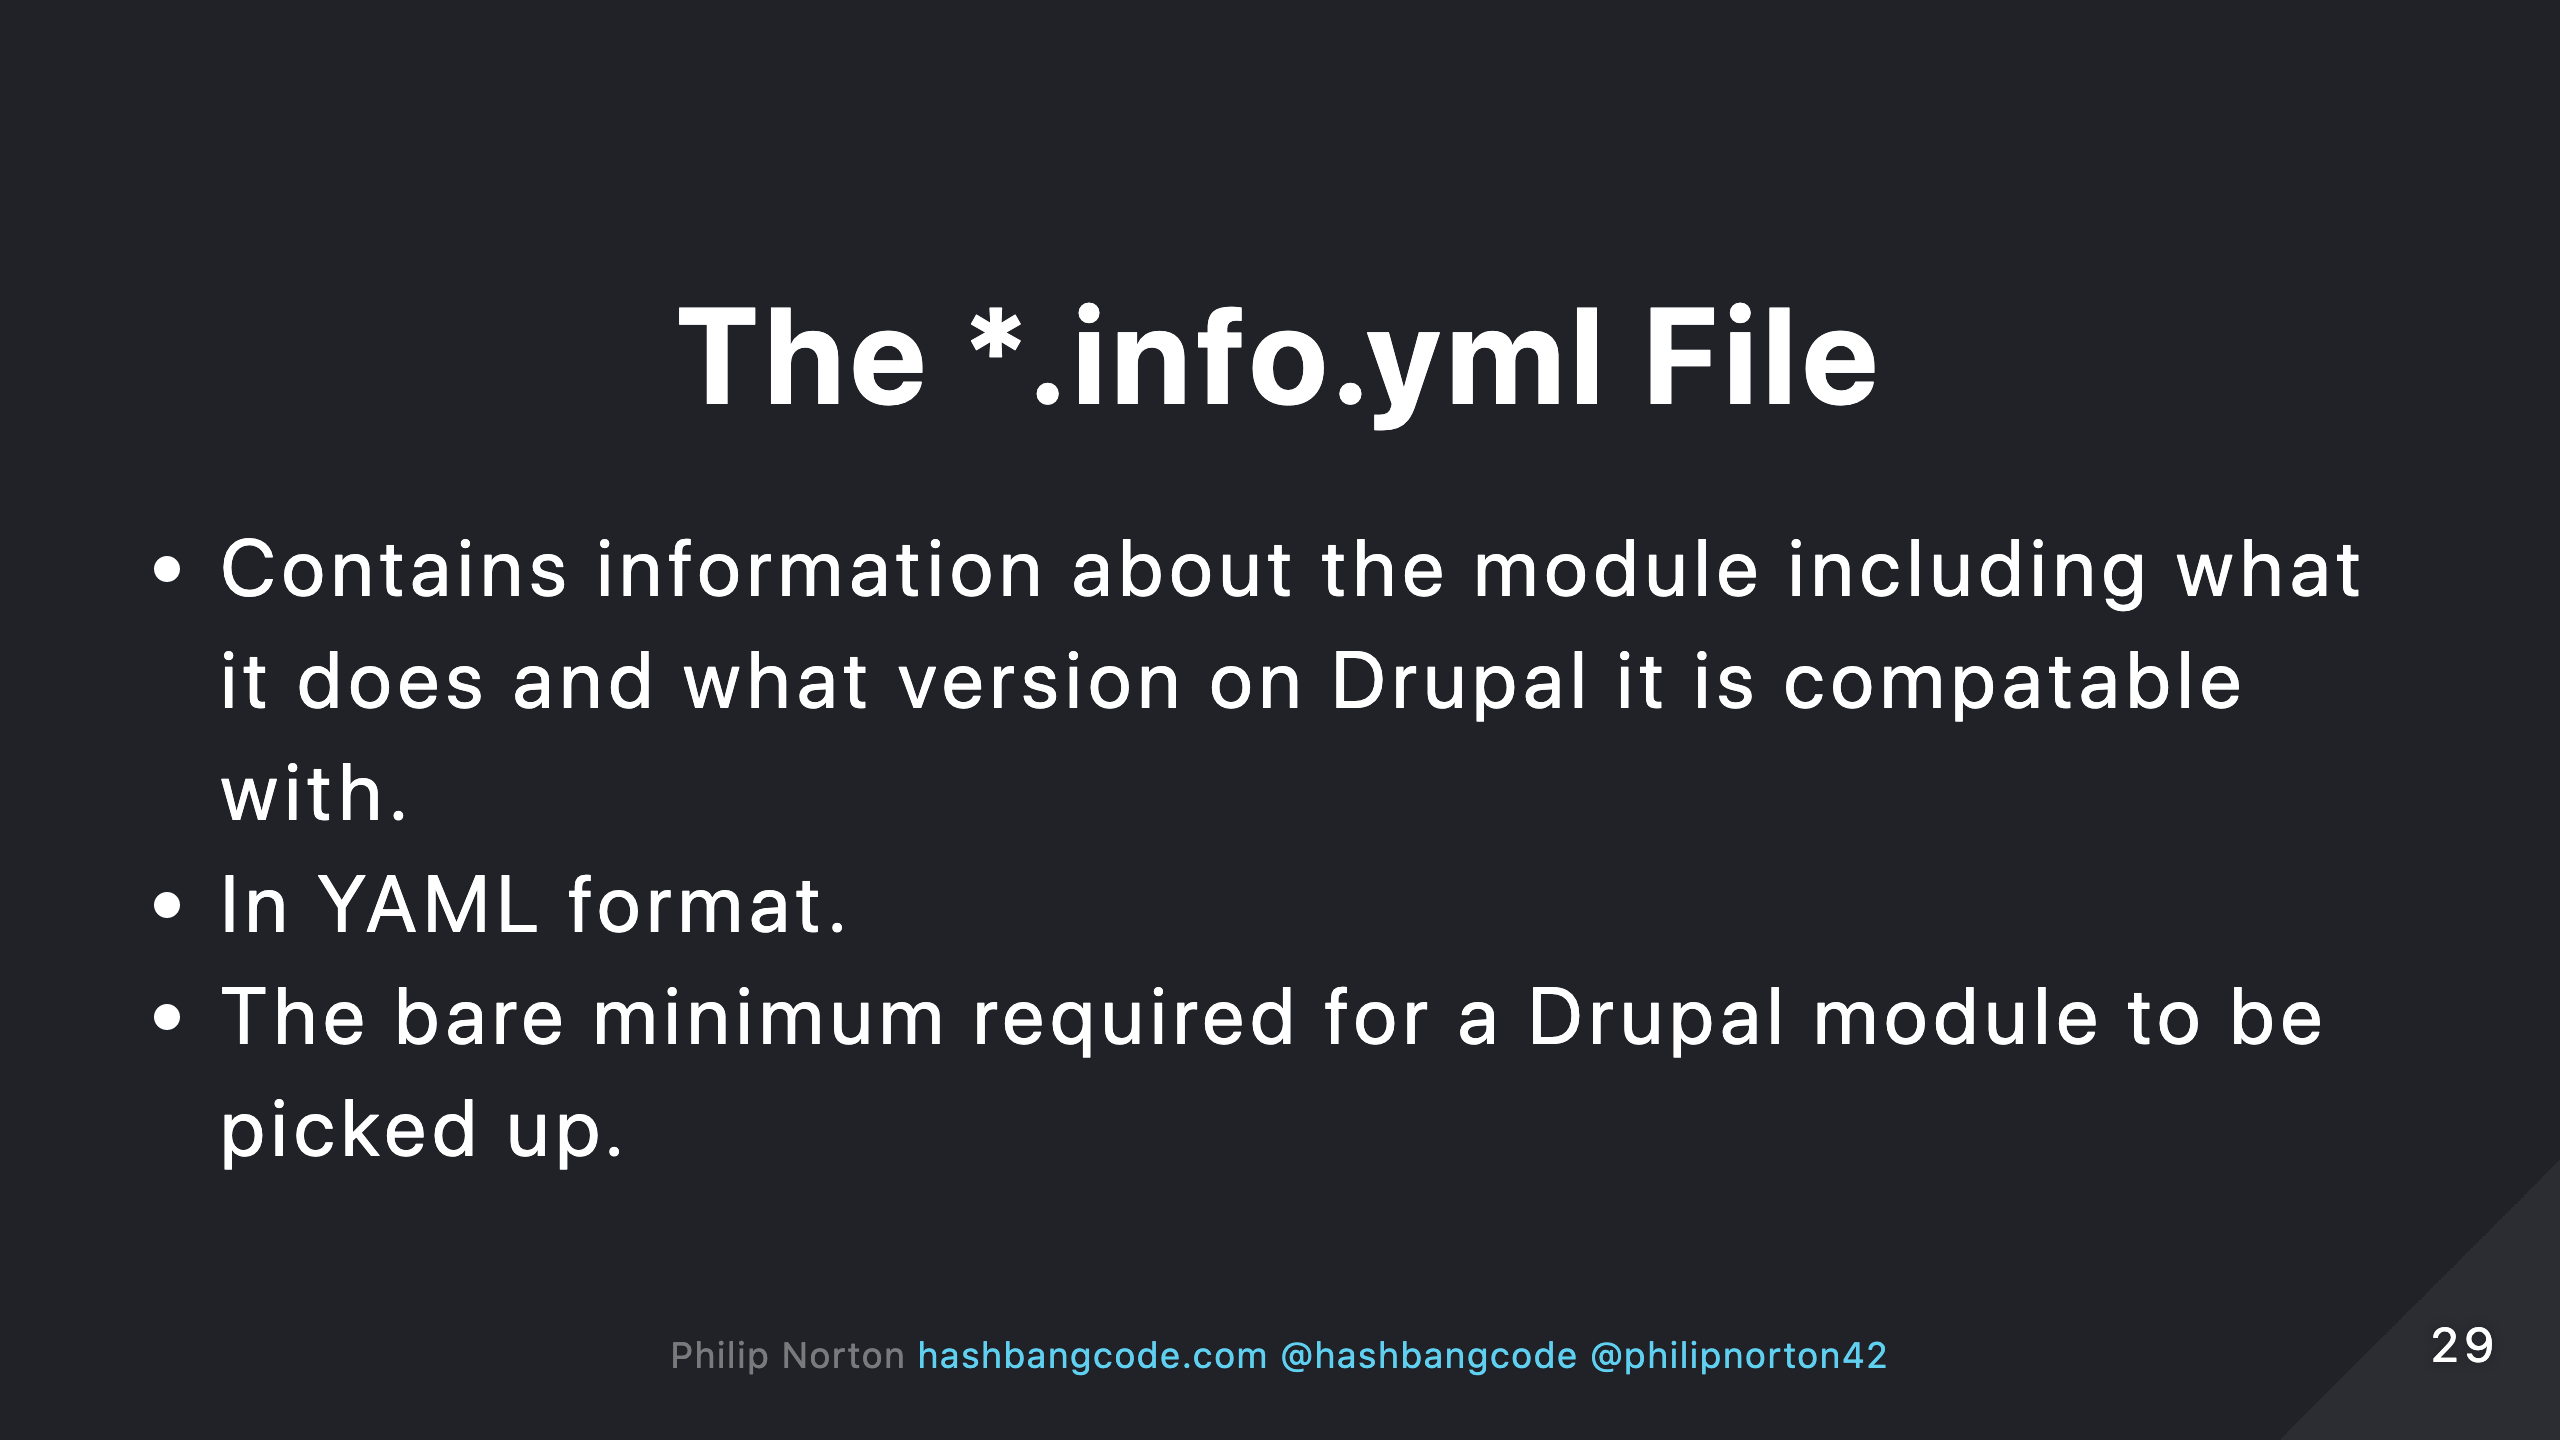 The *.info.yml File
• Contains information about the module including what
it does and what version on Drupal it is compatable
with.
• In YAML format.
• The bare minimum required for a Drupal module to be
picked up.
Philip Norton hashbangcode.com @hashbangcode @philipnorton42
29